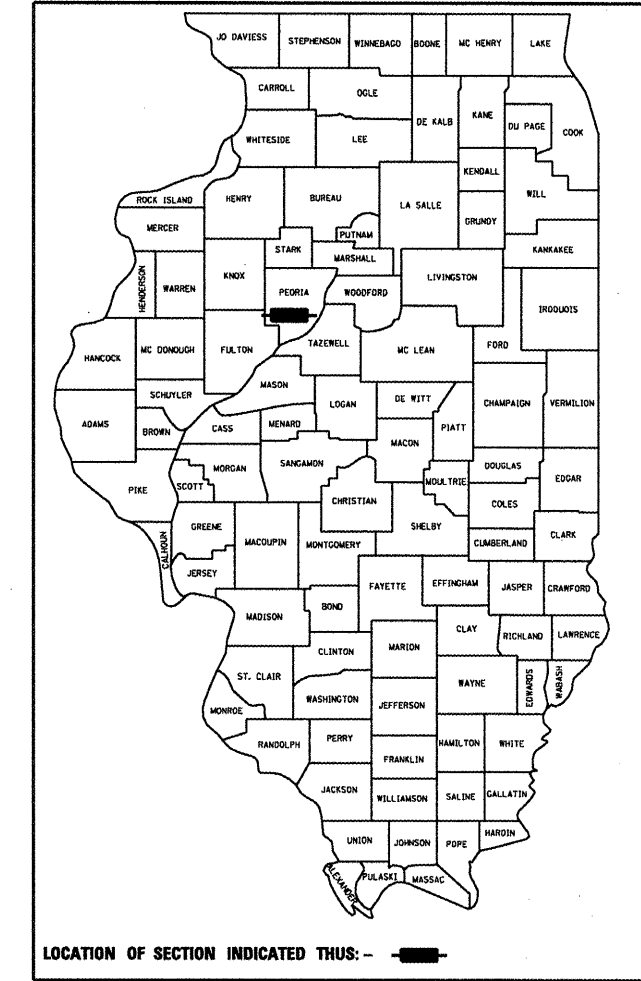 JO DAVIESS
STEPHENSON
WINNEBAGO
BOONE
MC HENRY
LAKE
CARROLL
OGLE
DE KALB
KANE
DU PAGE
COOK
WHITESIDE
LEE
KENDALL
WILL
ROCK ISLAND
HENRY
BUREAU
LA SALLE
GRUNDY
MERCER
PUTNAM
STARK
MARSHALL
KANKAKEE
HENDERSON
WARREN
KNOX
PEORIA
WOODFORD
LIVINGSTON
IROQUOIS
HANCOCK
MC DONOUGH
FULTON
TAZEWELL
MC LEAN
FORD
SCHUYLER
MASON
LOGAN
DE WITT
CHAMPAIGN
VERMILION
ADAMS
BROWN
CASS
MENARD
MACON
PIATT
PIKE
SCOTT
MORGAN
SANGAMON
CHRISTIAN
MOULTRIE
DOUGLAS
EDGAR
COLES
SHELBY
CALHOUN
GREENE
MACOUPIN
MONTGOMERY
CUMBERLAND
CLARK
JERSEY
FAYETTE
EFFINGHAM
JASPER
CRAWFORD
MADISON
BOND
CLAY
RICHLAND
LAWRENCE
ST. CLAIR
CLINTON
MARION
WAYNE
EDWARDS
WABASH
MONROE
WASHINGTON
JEFFERSON
RANDOLPH
PERRY
HAMILTON
WHITE
FRANKLIN
JACKSON
WILLIAMSON
SALINE
GALLATIN
UNION
JOHNSON
POPE
HARDIN
ALEXANDER
PULASKI
MASSAC
LOCATION OF SECTION INDICATED THUS: -